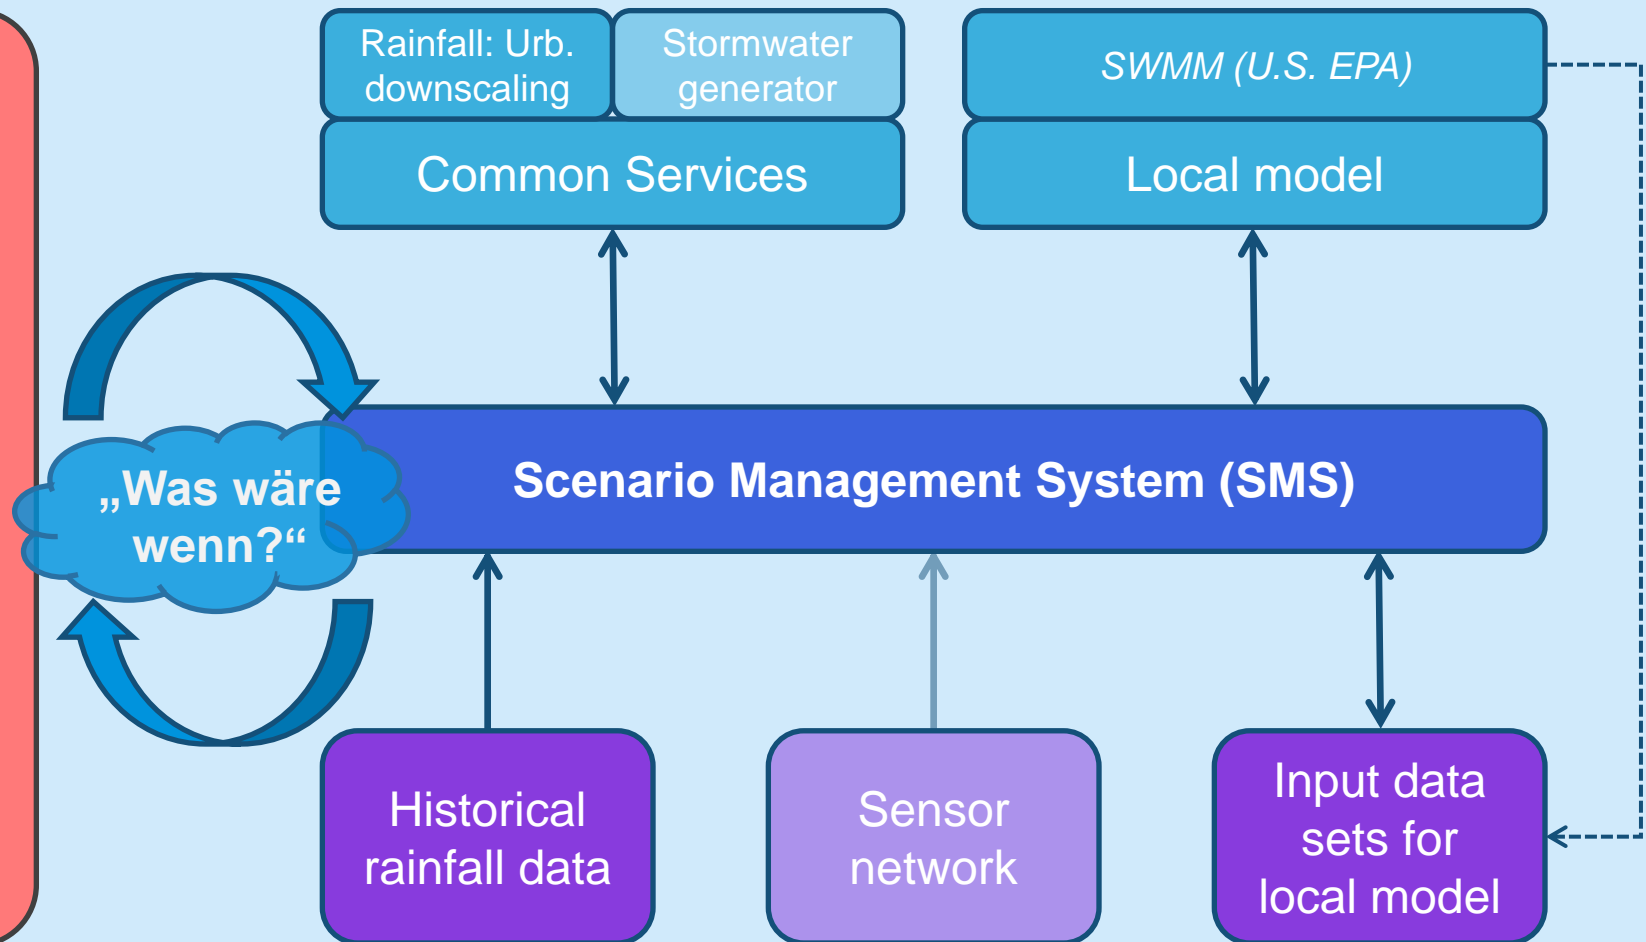 Rainfall: Urb.
downscaling
Stormwater
generator
SWMM (U.S. EPA)
Common Services
Local model
„Was wäre
wenn?“
Scenario Management System (SMS)
Historical
rainfall data
Sensor
network
Input data
sets for
local model